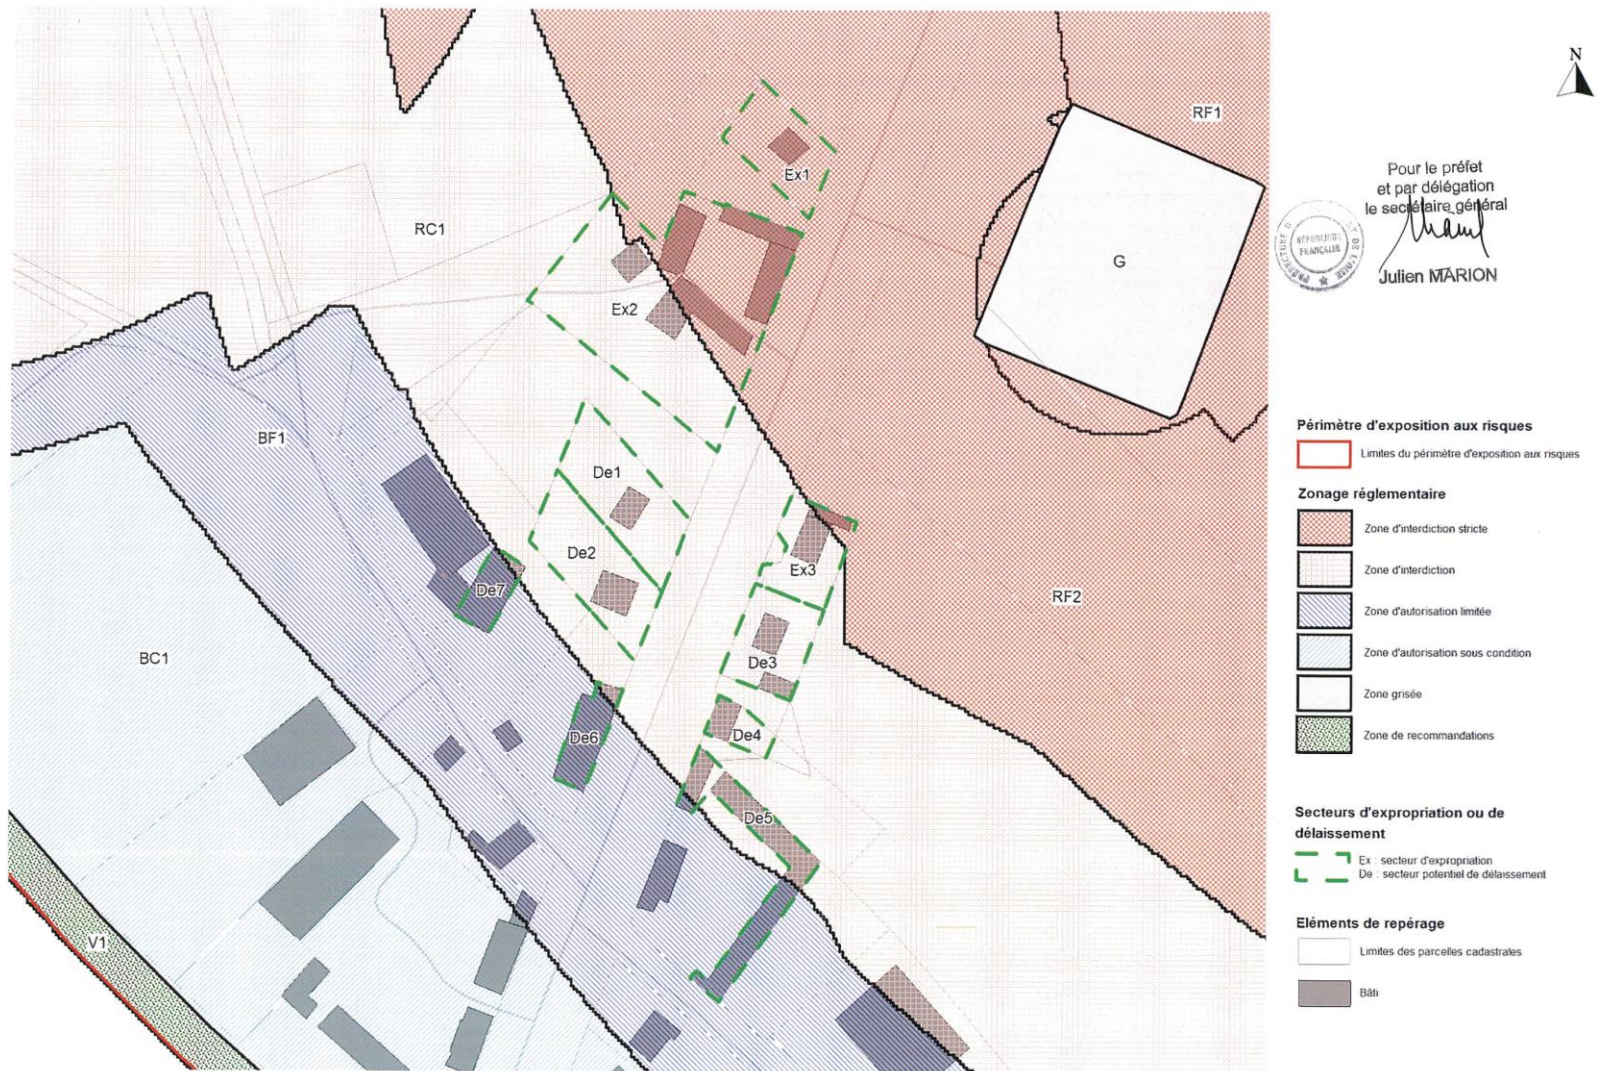 N
RF1
Ex1
RC1
G
Ex2
BF1
De1
De2
Ex3
De7
RF2
BC1
De3
De4
De6
De5
V1
Pour le préfet
et par délégation
le secrétaire général
Julien MARION
RÉPUBLIQUE
FRANÇAISE
Périmètre d'exposition aux risques
Limites du périmètre d'exposition aux risques
Zonage réglementaire
Zone d'interdiction stricte
Zone d'interdiction
Zone d'autorisation limitée
Zone d'autorisation sous condition
Zone grisée
Zone de recommandations
Secteurs d'expropriation ou de
délaissement
Ex : secteur d'expropriation
De : secteur potentiel de délaissement
Eléments de repérage
Limites des parcelles cadastrales
Bâti